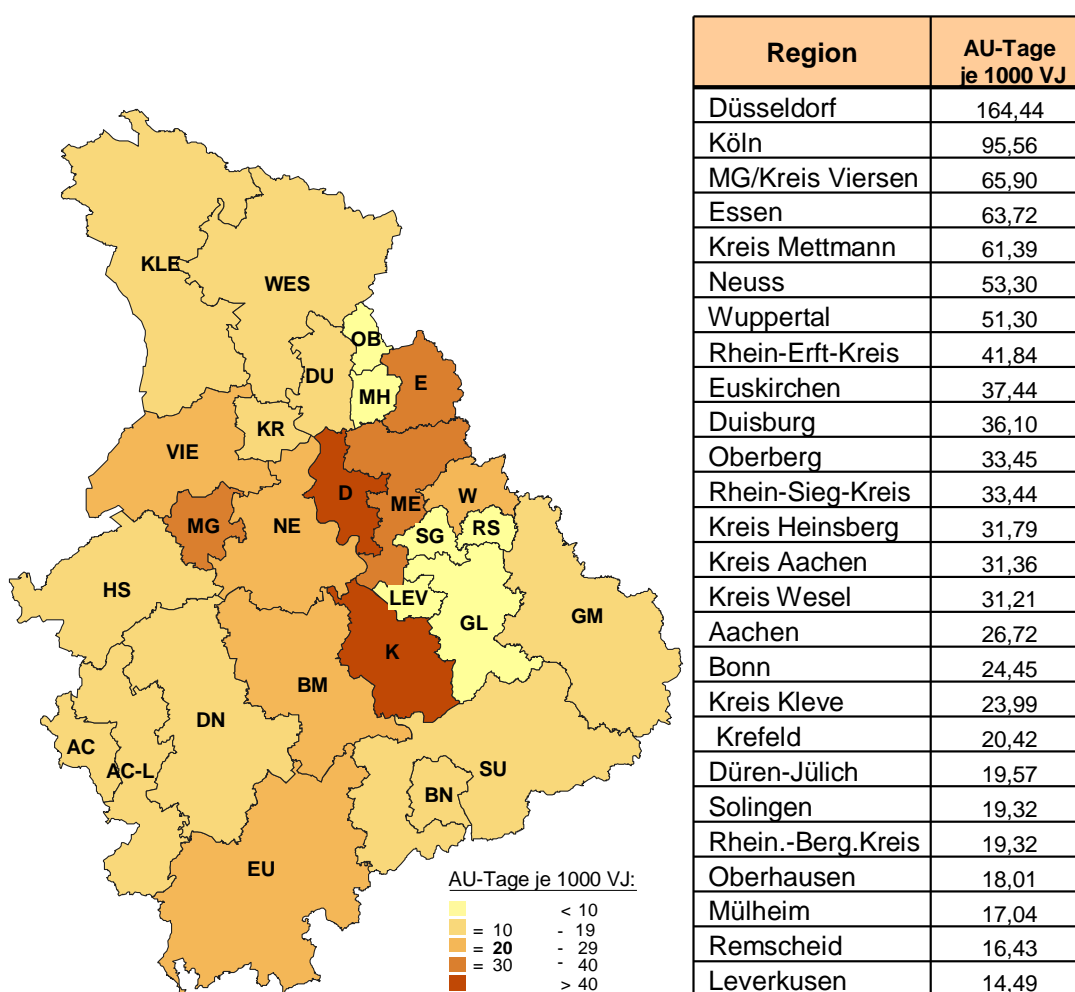 KLE
WES
OB
DU
MH
E
KR
VIE
D
ME
W
MG
NE
SG
RS
HS
LEV
GL
GM
K
BM
DN
AC
AC-L
SU
BN
EU
AU-Tage je 1000 VJ:
< 10
= 10 - 19
= 20 - 29
= 30 - 40
> 40
Region AU-Tage
je 1000 VJ
Düsseldorf 164,44
Köln 95,56
MG/Kreis Viersen 65,90
Essen 63,72
Kreis Mettmann 61,39
Neuss 53,30
Wuppertal 51,30
Rhein-Erft-Kreis 41,84
Euskirchen 37,44
Duisburg 36,10
Oberberg 33,45
Rhein-Sieg-Kreis 33,44
Kreis Heinsberg 31,79
Kreis Aachen 31,36
Kreis Wesel 31,21
Aachen 26,72
Bonn 24,45
Kreis Kleve 23,99
Krefeld 20,42
Düren-Jülich 19,57
Solingen 19,32
Rhein.-Berg.Kreis 19,32
Oberhausen 18,01
Mülheim 17,04
Remscheid 16,43
Leverkusen 14,49